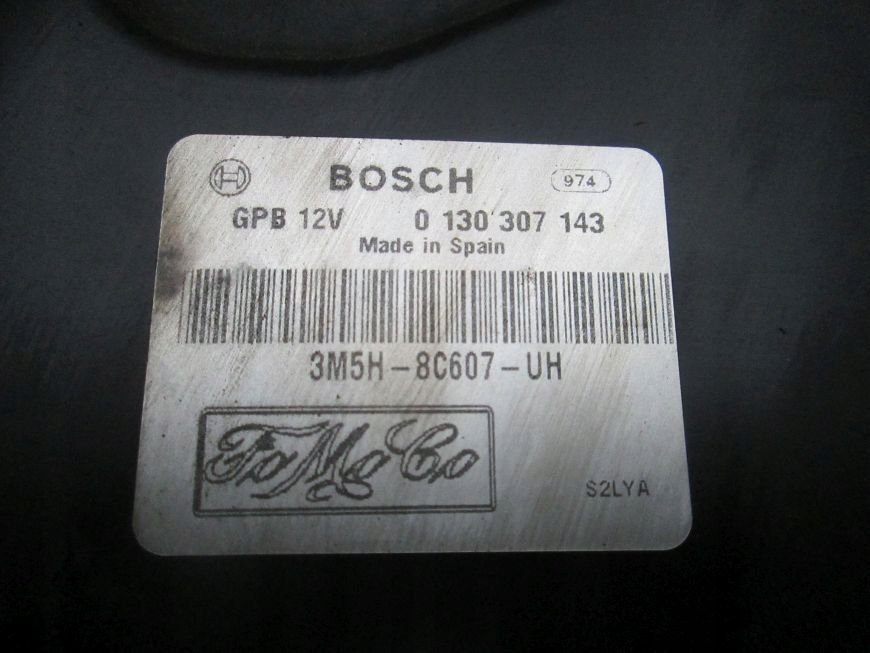 BOSCH 974
GPB 12V 0 130 307 143
Made in Spain
3M5H-8C607-UH
FoMoCo
S2LYA